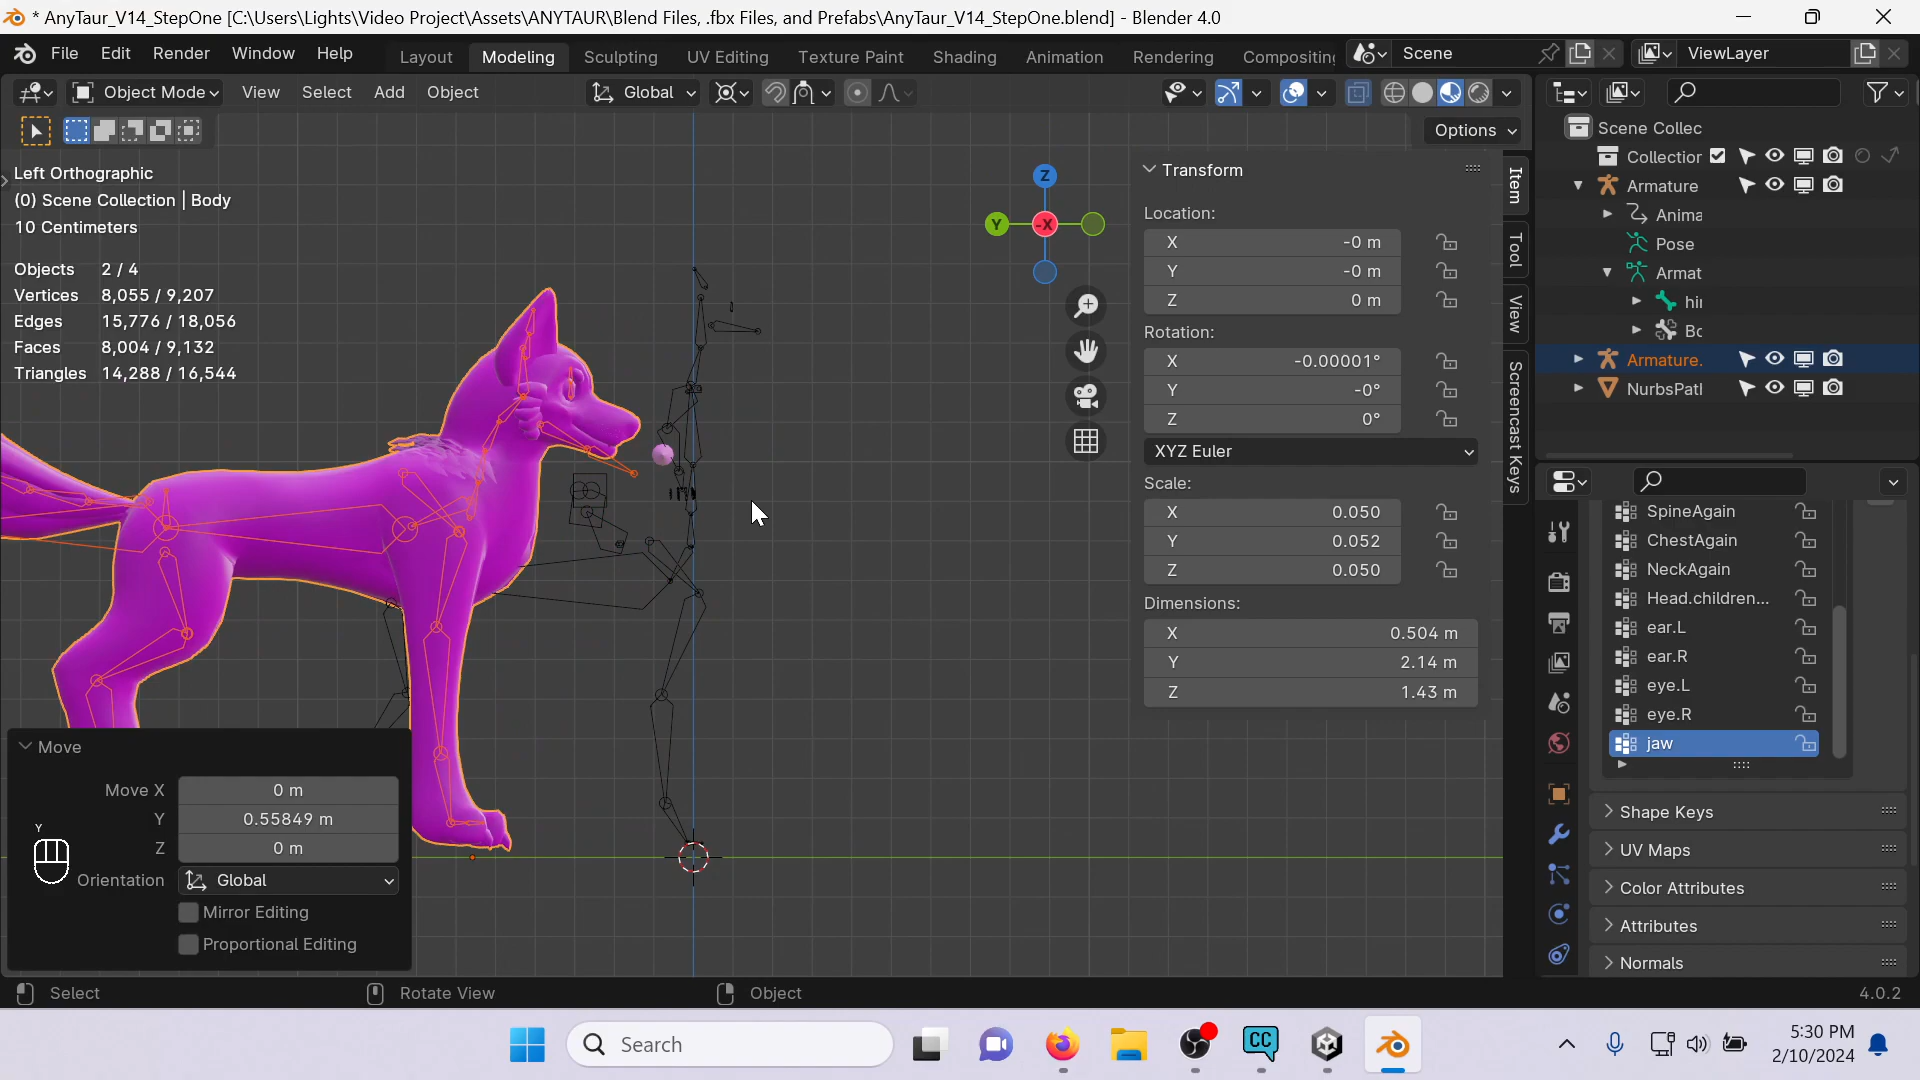 * AnyTaur_V14_StepOne [C:\Users\Lights\Video Project\Assets\ANYTAUR\Blend Files, .fbx Files, and Prefabs\AnyTaur_V14_StepOne.blend] - Blender 4.0
File Edit Render Window Help Layout Modeling Sculpting UV Editing Texture Paint Shading Animation Rendering Compositing Scene ViewLayer
Object Mode View Select Add Object Global
Options
Left Orthographic
(0) Scene Collection | Body
10 Centimeters
Objects 2 / 4
Vertices 8,055 / 9,207
Edges 15,776 / 18,056
Faces 8,004 / 9,132
Triangles 14,288 / 16,544
Z
Y
-X
Transform
Location:
X -0 m
Y -0 m
Z 0 m
Rotation:
X -0.00001°
Y -0°
Z 0°
XYZ Euler
Scale:
X 0.050
Y 0.052
Z 0.050
Dimensions:
X 0.504 m
Y 2.14 m
Z 1.43 m
Item
Tool
View
Screencast Keys
Scene Collec
Collection
Armature
Anima
Pose
Armat
hi
Bo
Armature.
NurbsPatl
SpineAgain
ChestAgain
NeckAgain
Head.children...
ear.L
ear.R
eye.L
eye.R
jaw
Shape Keys
UV Maps
Color Attributes
Attributes
Normals
Move
Move X 0 m
Y 0.55849 m
Z 0 m
Orientation Global
Mirror Editing
Proportional Editing
Y
Select Rotate View Object 4.0.2
Search
CC
5:30 PM
2/10/2024